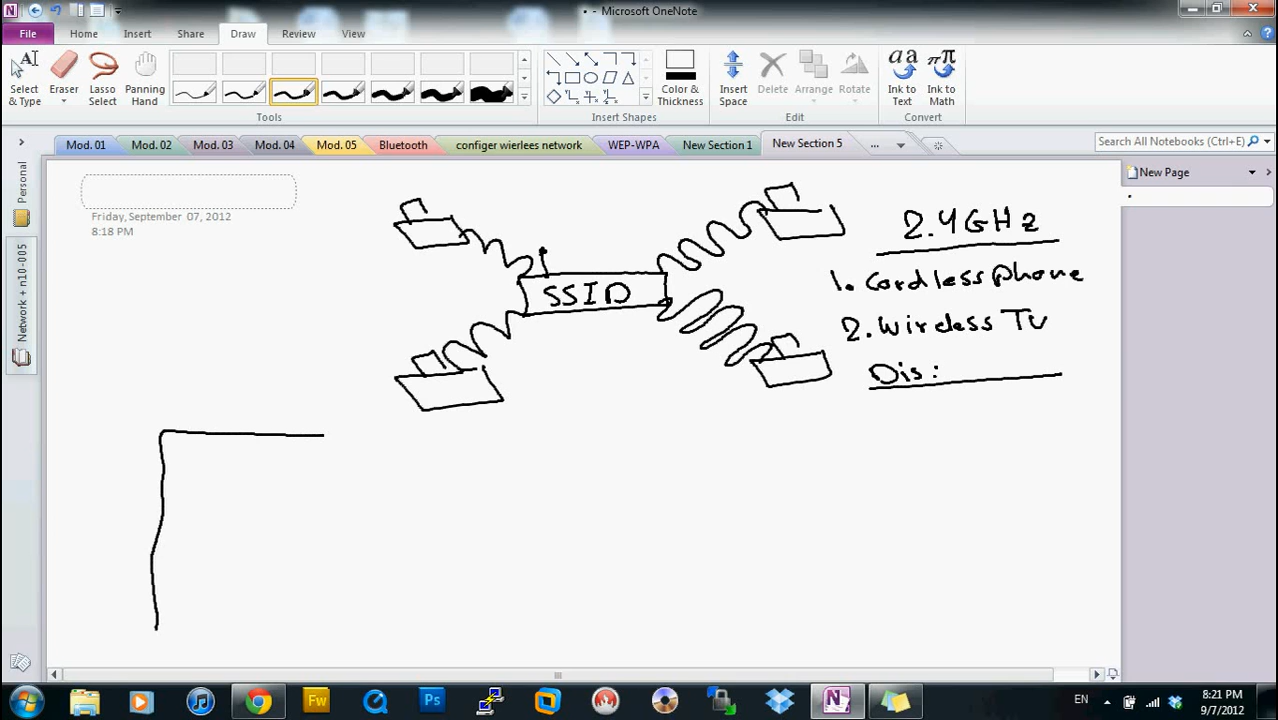 - Microsoft OneNote
File Home Insert Share Draw Review View
Select & Type
Eraser
Lasso Select
Panning Hand
Color & Thickness
Insert Space
Delete
Arrange
Rotate
Ink to Text
Ink to Math
Tools
Insert Shapes
Edit
Convert
Mod. 01 Mod. 02 Mod. 03 Mod. 04 Mod. 05 Bluetooth configer wierlees network WEP-WPA New Section 1 New Section 5 ...
Search All Notebooks (Ctrl+E)
New Page
Personal
Network + n10-005
Friday, September 07, 2012
8:18 PM
SSID
2.4GHz
1. Cordless phone
2. wireless Tv
Dis:
EN
8:21 PM
9/7/2012
Fw
Ps